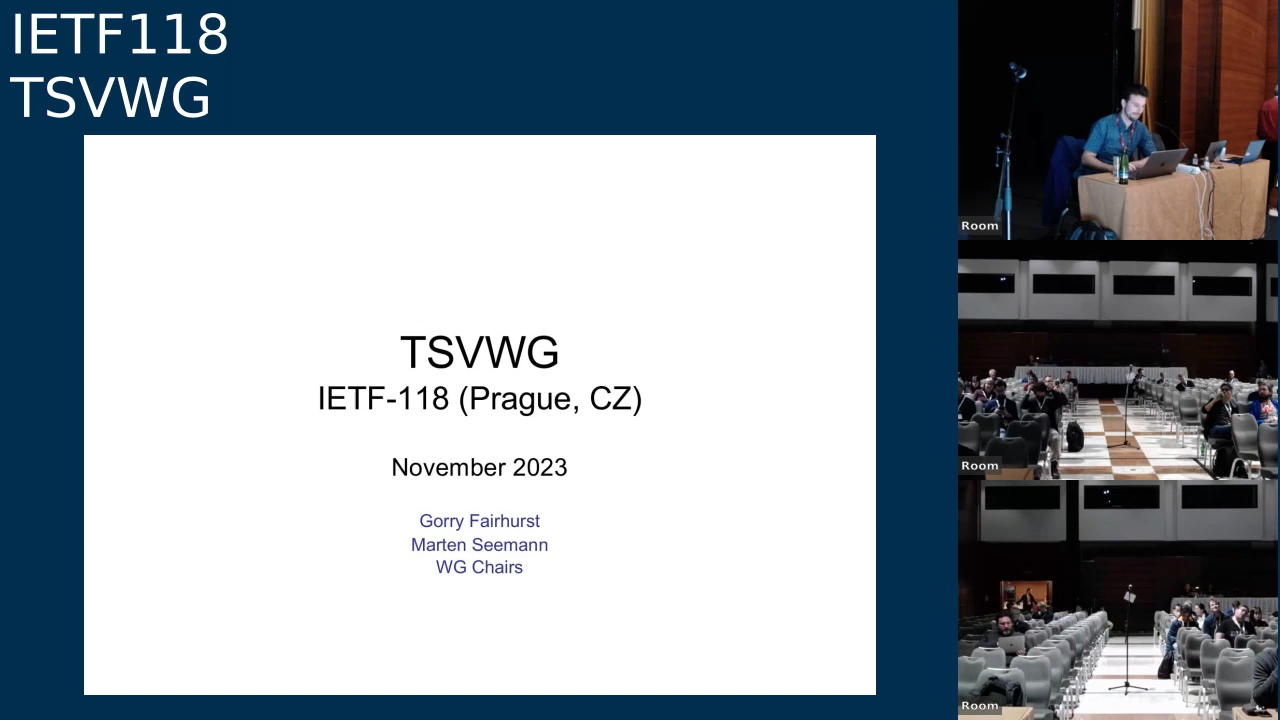 IETF118
TSVWG
TSVWG
IETF-118 (Prague, CZ)
November 2023
Gorry Fairhurst
Marten Seemann
WG Chairs
Room
Room
Room